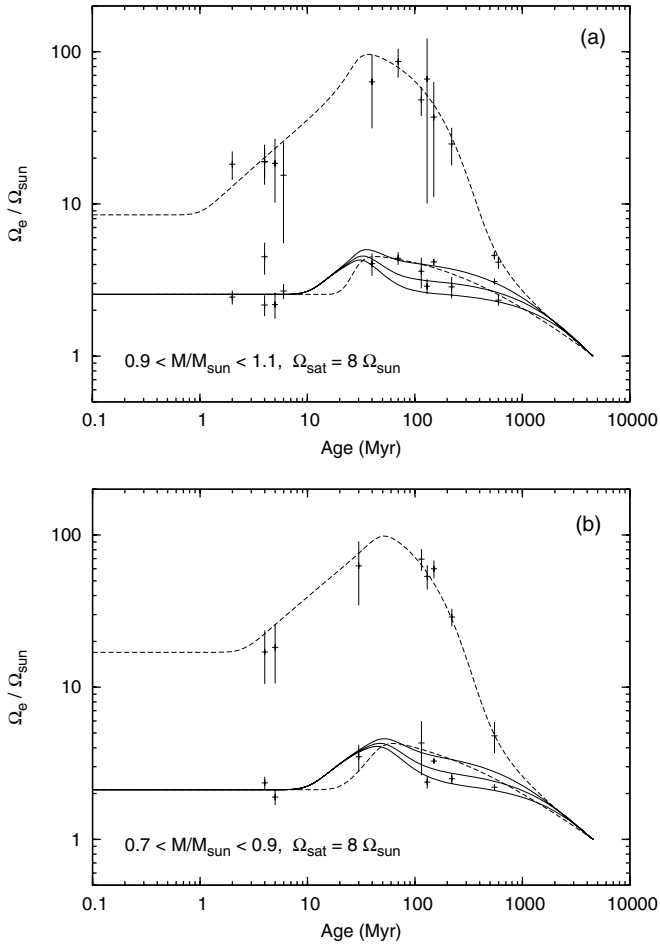 (a)
100
10
1
Ωe / Ωsun
0.9 < M/Msun < 1.1, Ωsat = 8 Ωsun
0.1 1 10 100 1000 10000
Age (Myr)
(b)
100
10
1
Ωe / Ωsun
0.7 < M/Msun < 0.9, Ωsat = 8 Ωsun
0.1 1 10 100 1000 10000
Age (Myr)